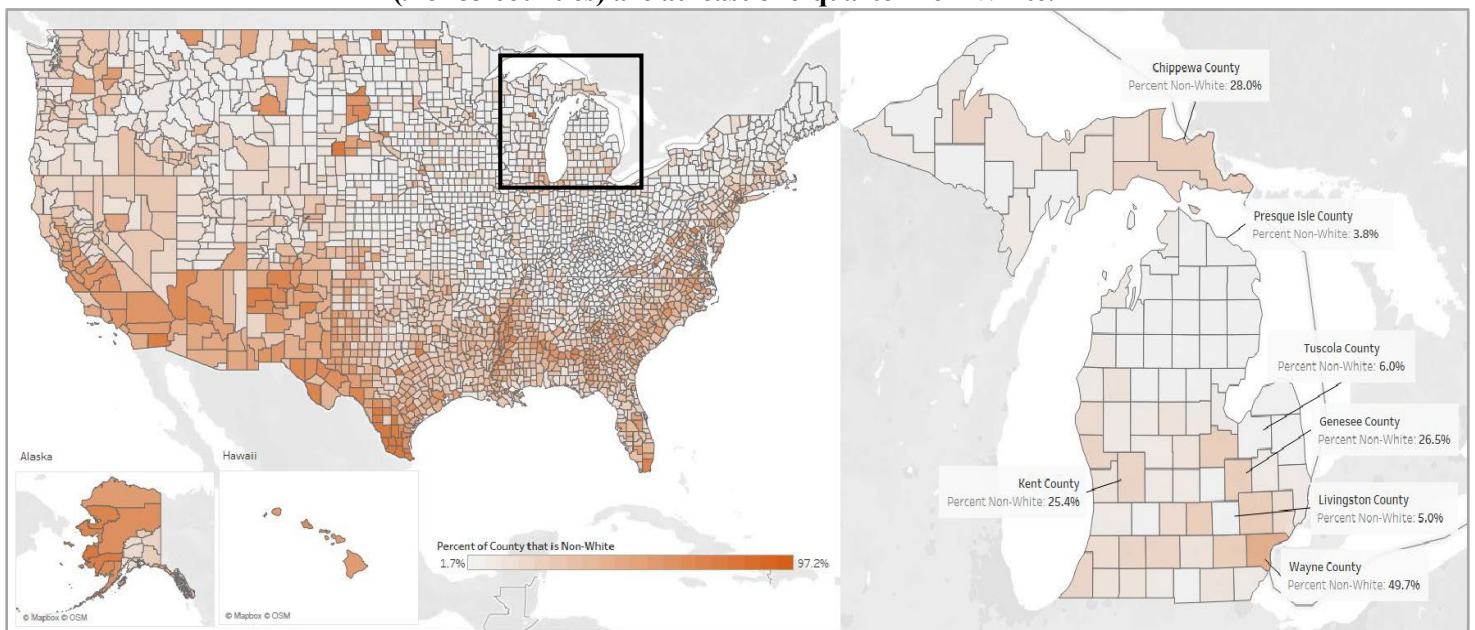 Chippewa County
Percent Non-White: 28.0%
Presque Isle County
Percent Non-White: 3.8%
Tuscola County
Percent Non-White: 6.0%
Genesee County
Percent Non-White: 26.5%
Kent County
Percent Non-White: 25.4%
Livingston County
Percent Non-White: 5.0%
Wayne County
Percent Non-White: 49.7%
Alaska
Hawaii
Percent of County that is Non-White
1.7%
97.2%
© Mapbox © OSM
© Mapbox © OSM